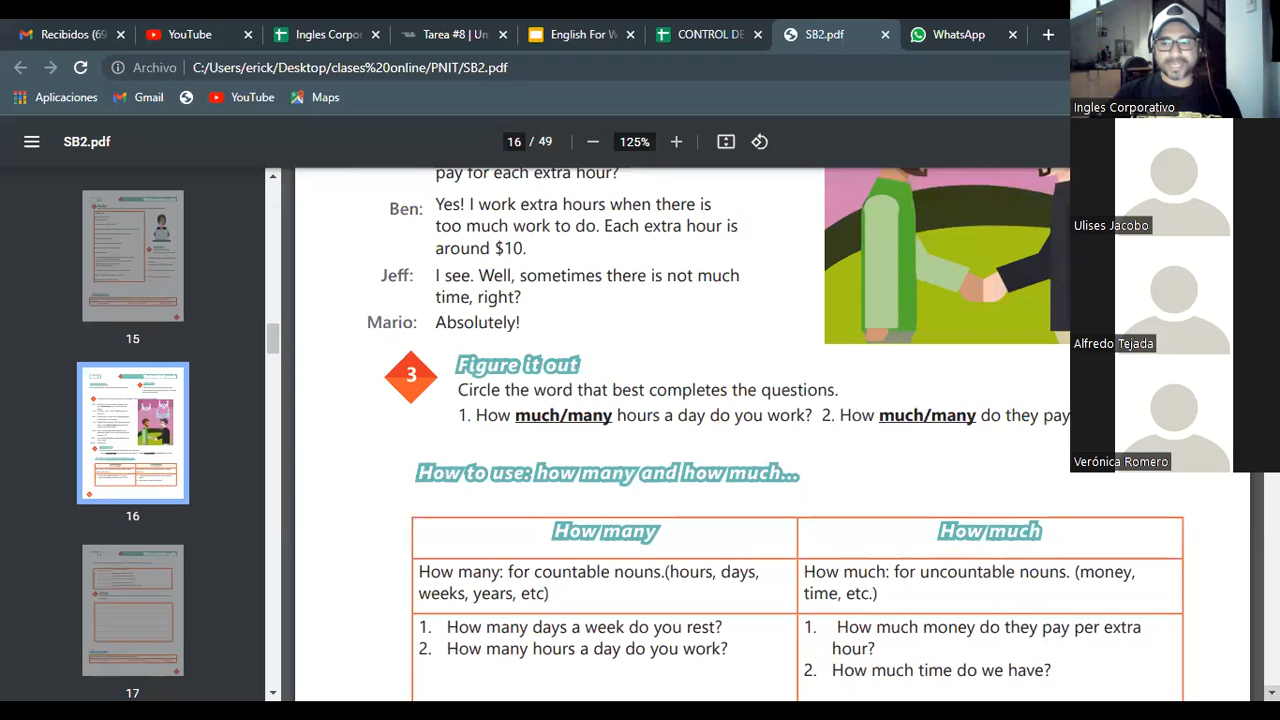 Recibidos (69
YouTube
Ingles Corpor
Tarea #8 | Uni
English For W
CONTROL DE
SB2.pdf
WhatsApp
Archivo
C:/Users/erick/Desktop/clases%20online/PNIT/SB2.pdf
Aplicaciones
Gmail
YouTube
Maps
SB2.pdf
16 / 49
125%
Ingles Corporativo
Ulises Jacobo
Alfredo Tejada
Verónica Romero
15
16
17
pay for each extra hour?
Ben: Yes! I work extra hours when there is
too much work to do. Each extra hour is
around $10.
Jeff: I see. Well, sometimes there is not much
time, right?
Mario: Absolutely!
3 Figure it out
Circle the word that best completes the questions.
1. How much/many hours a day do you work? 2. How much/many do they pay
How to use: how many and how much...
How many
How much
How many: for countable nouns.(hours, days,
weeks, years, etc)
How much: for uncountable nouns. (money,
time, etc.)
1. How many days a week do you rest?
2. How many hours a day do you work?
1. How much money do they pay per extra
hour?
2. How much time do we have?